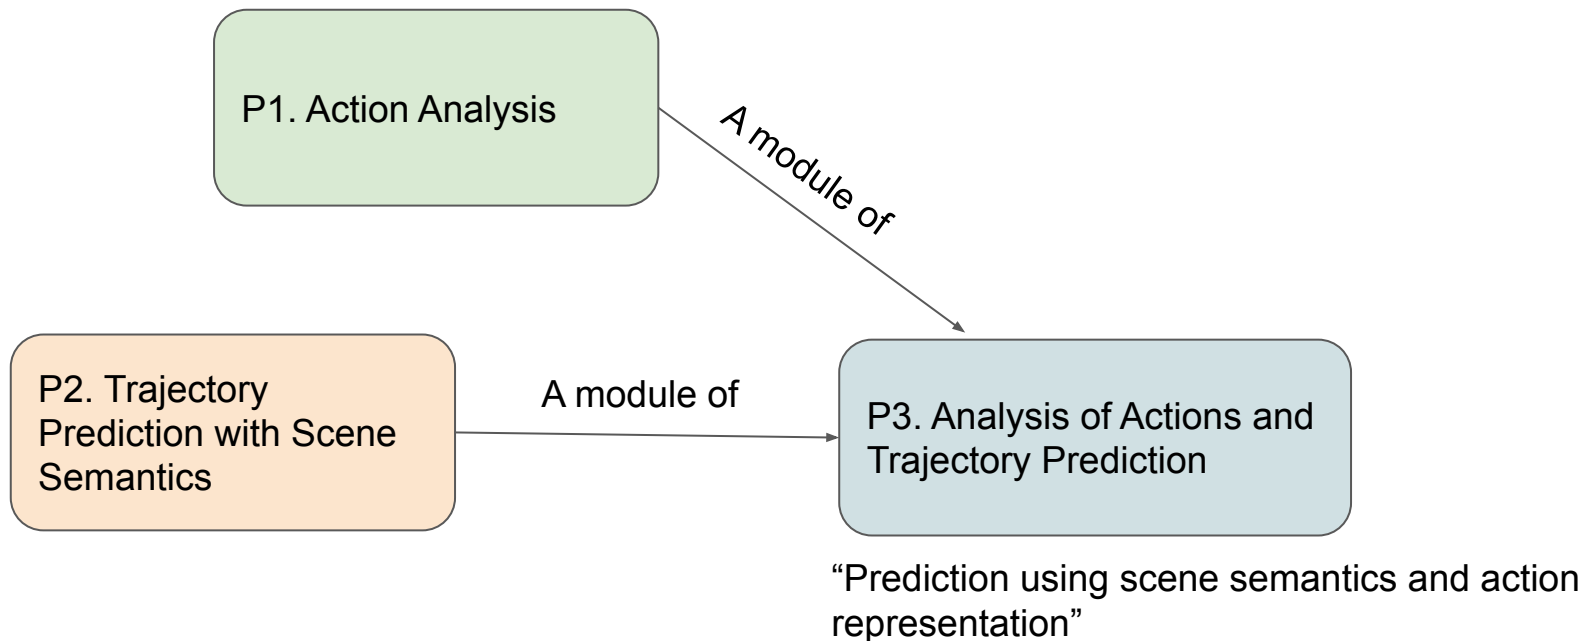 P1. Action Analysis
A module of
P2. Trajectory
Prediction with Scene
Semantics
A module of
P3. Analysis of Actions and
Trajectory Prediction
“Prediction using scene semantics and action
representation”